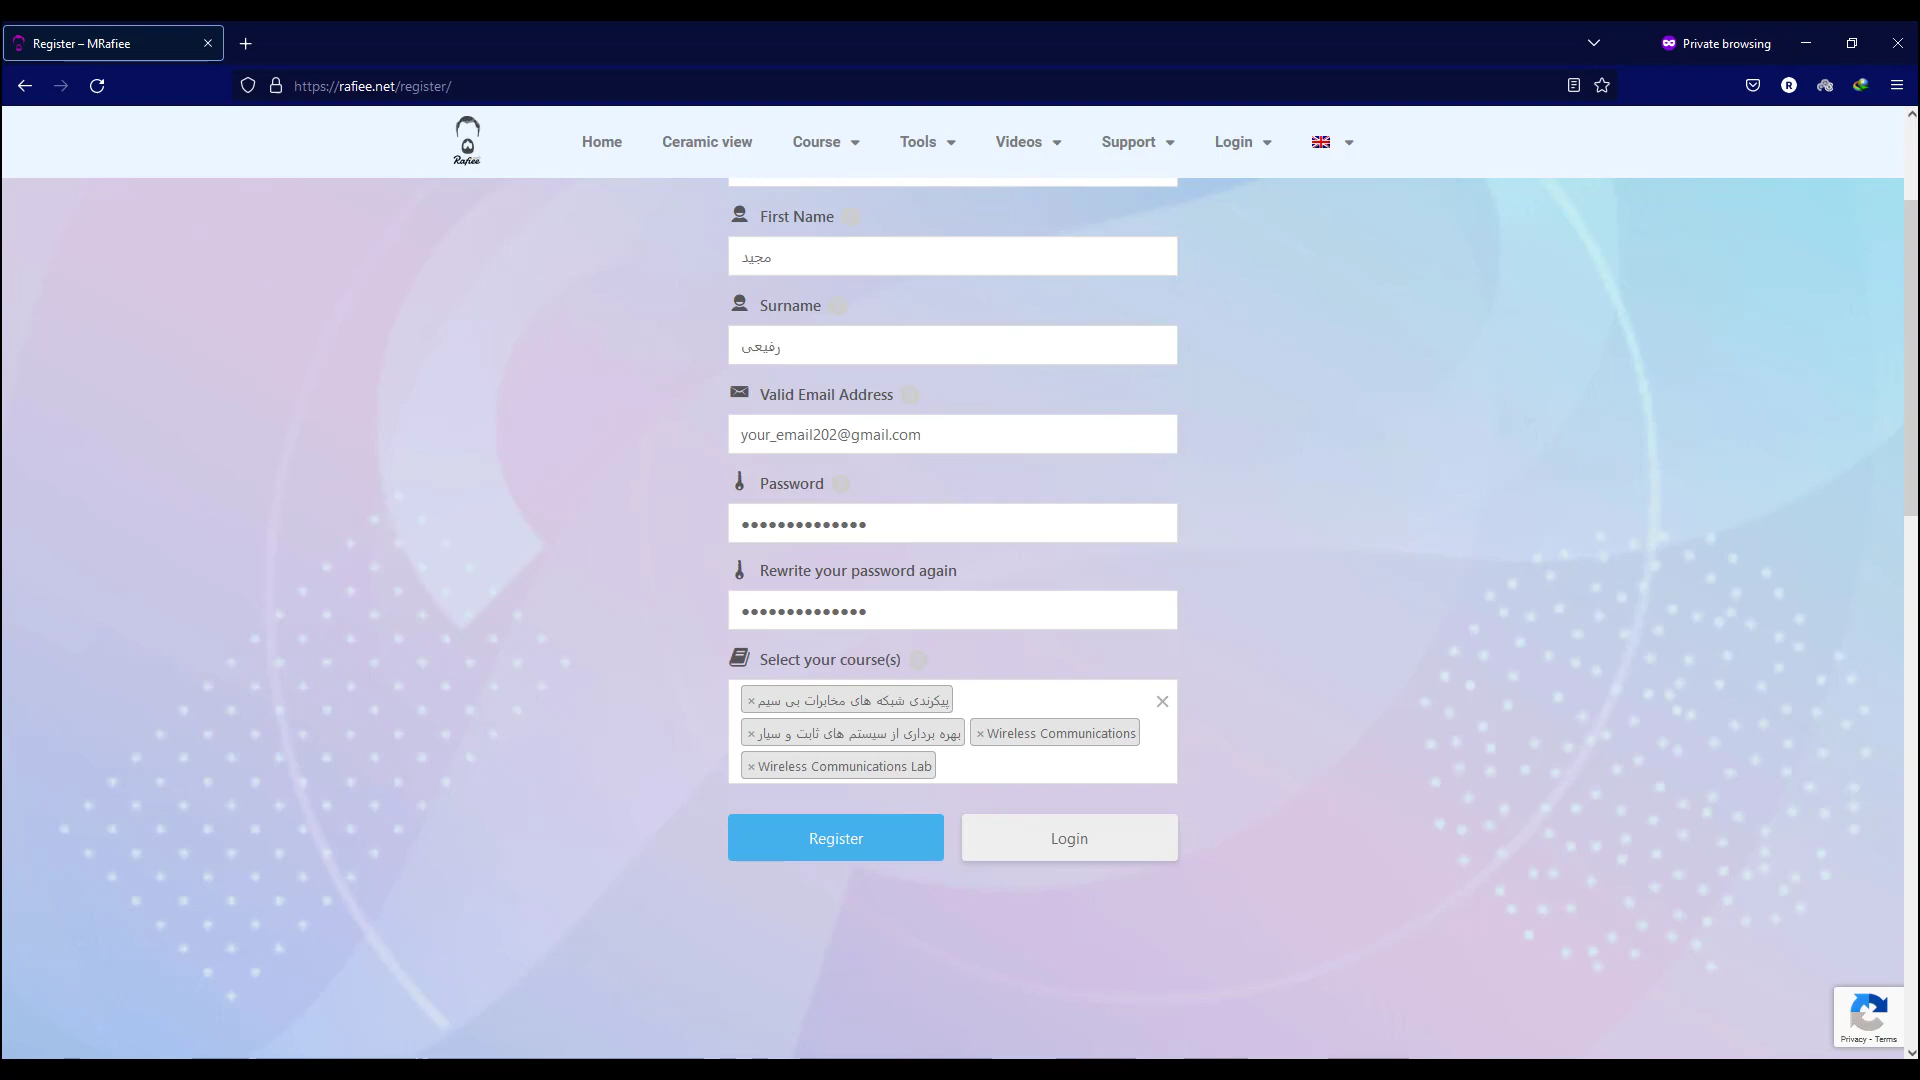 Register – MRafiee
Private browsing
https://rafiee.net/register/
Rafiee
Home
Ceramic view
Course
Tools
Videos
Support
Login
First Name
مجید
Surname
رفیعی
Valid Email Address
your_email202@gmail.com
Password
••••••••••••••
Rewrite your password again
••••••••••••••
Select your course(s)
× پیکربندی شبکه های مخابرات بی سیم
× بهره برداری از سیستم های ثابت و سیار
× Wireless Communications
× Wireless Communications Lab
Register
Login
Privacy - Terms